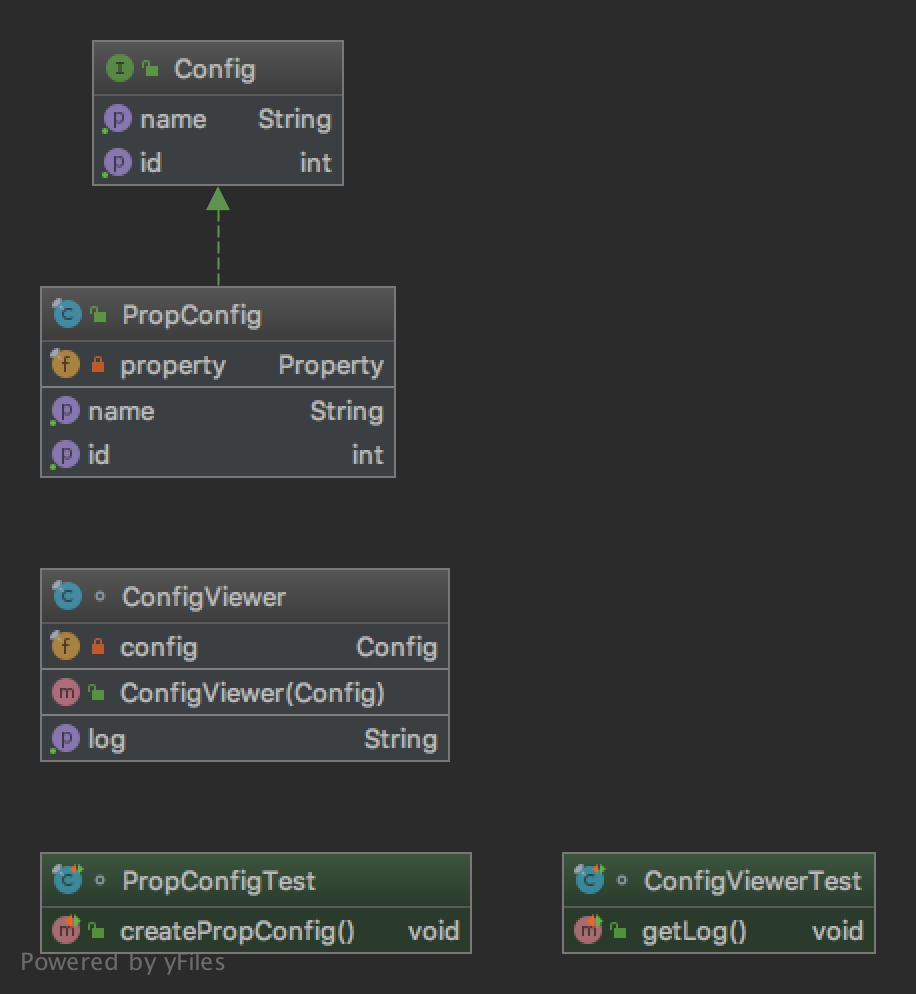 Config
name String
id int
PropConfig
property Property
name String
id int
ConfigViewer
config Config
ConfigViewer(Config)
log String
PropConfigTest
createPropConfig() void
ConfigViewerTest
getLog() void
Powered by yFiles